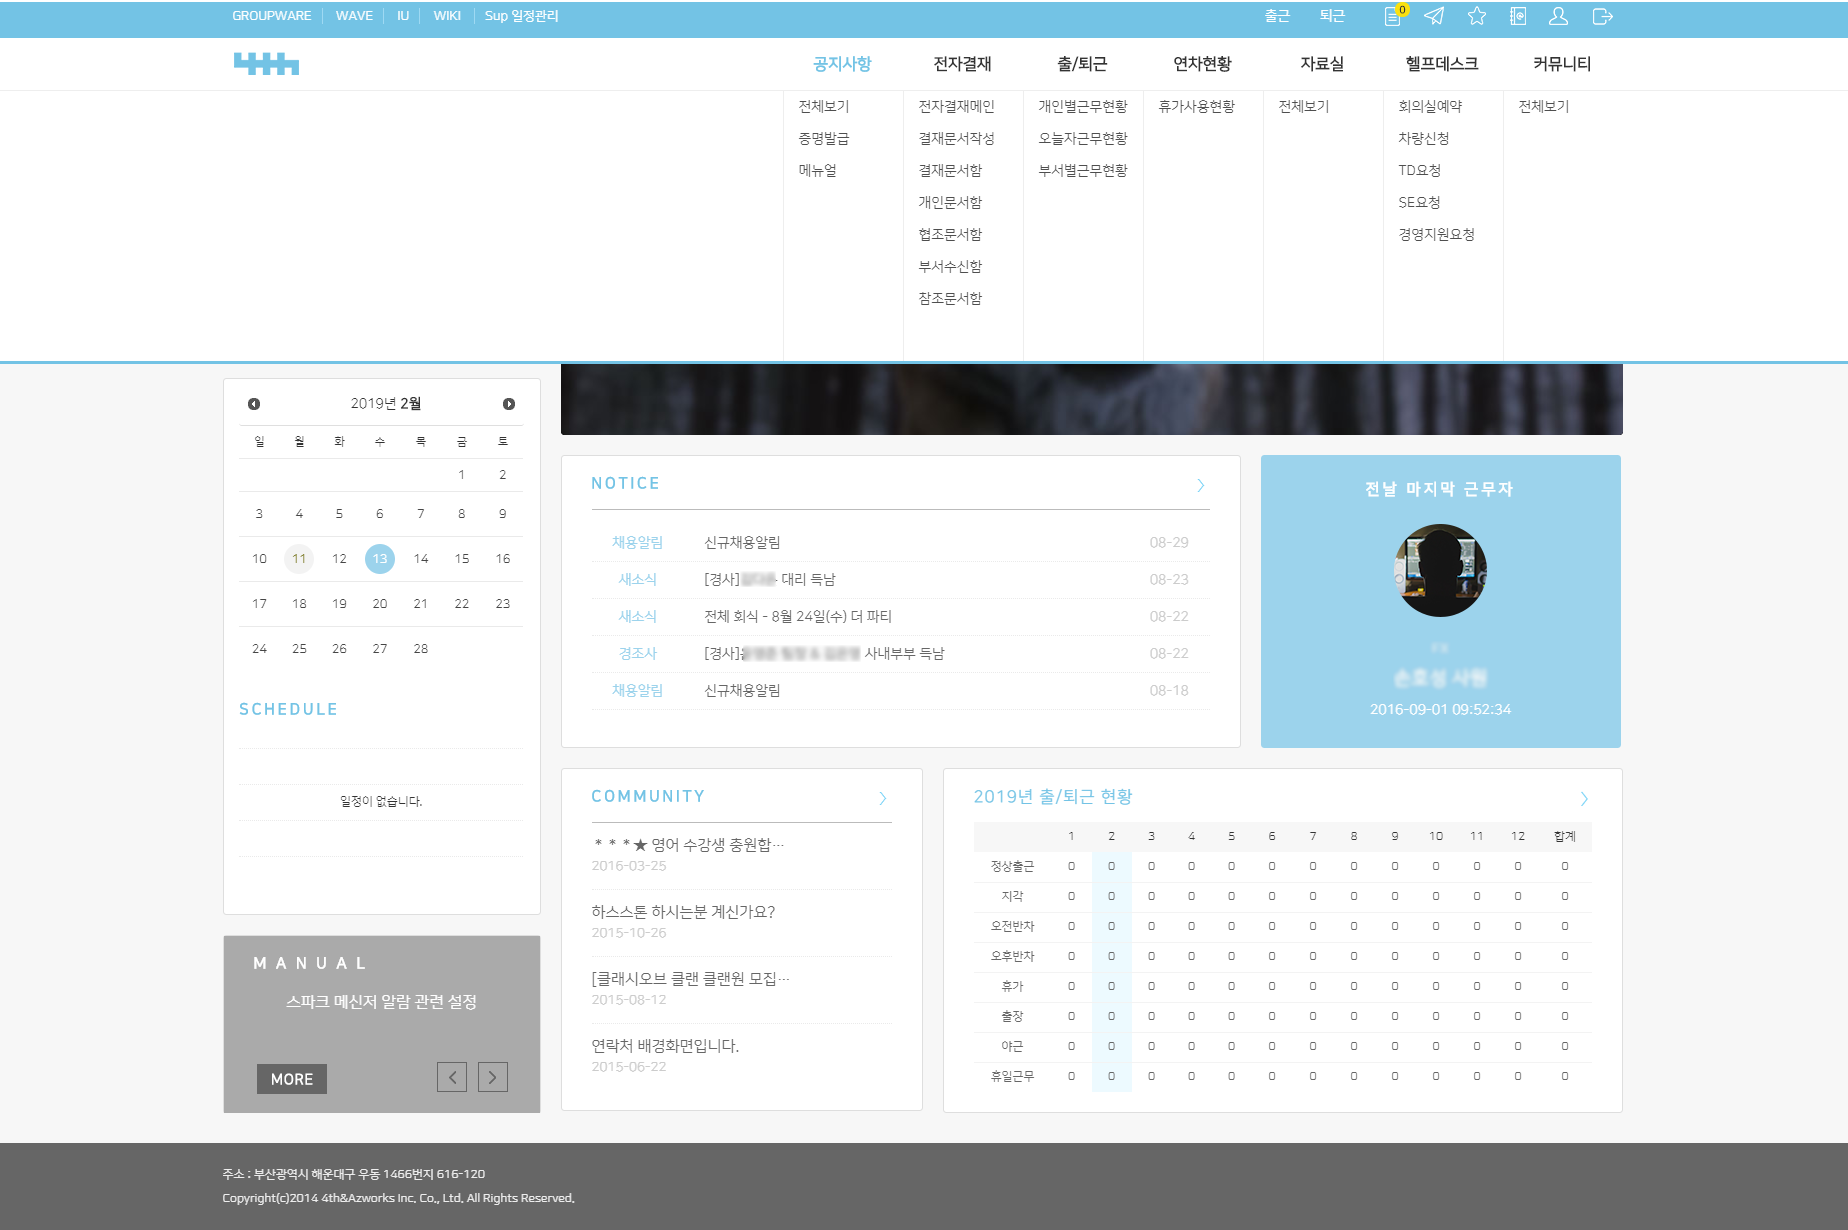 GROUPWARE WAVE IU WIKI Sup 일정관리 출근 퇴근 0
4th 공지사항 전자결재 출/퇴근 연차현황 자료실 헬프데스크 커뮤니티
전체보기 전자결재메인 개인별근무현황 휴가사용현황 전체보기 회의실예약 전체보기
증명발급 결재문서작성 오늘자근무현황 차량신청
메뉴얼 결재문서함 부서별근무현황 TD요청
개인문서함 SE요청
협조문서함 경영지원요청
부서수신함
참조문서함
2019년 2월
일 월 화 수 목 금 토
1 2
3 4 5 6 7 8 9
10 11 12 13 14 15 16
17 18 19 20 21 22 23
24 25 26 27 28
SCHEDULE
일정이 없습니다.
MANUAL
스파크 메신저 알람 관련 설정
MORE
NOTICE
채용알림 신규채용알림 08-29
새소식 [경사] 대리 득남 08-23
새소식 전체 회식 - 8월 24일(수) 더 파티 08-22
경조사 [경사] 사내부부 득남 08-22
채용알림 신규채용알림 08-18
전날 마지막 근무자
2016-09-01 09:52:34
COMMUNITY
***★ 영어 수강생 충원합…
2016-03-25
하스스톤 하시는분 계신가요?
2015-10-26
[클래시오브 클랜 클랜원 모집…
2015-08-12
연락처 배경화면입니다.
2015-06-22
2019년 출/퇴근 현황
1 2 3 4 5 6 7 8 9 10 11 12 합계
정상출근 0 0 0 0 0 0 0 0 0 0 0 0 0
지각 0 0 0 0 0 0 0 0 0 0 0 0 0
오전반차 0 0 0 0 0 0 0 0 0 0 0 0 0
오후반차 0 0 0 0 0 0 0 0 0 0 0 0 0
휴가 0 0 0 0 0 0 0 0 0 0 0 0 0
출장 0 0 0 0 0 0 0 0 0 0 0 0 0
야근 0 0 0 0 0 0 0 0 0 0 0 0 0
휴일근무 0 0 0 0 0 0 0 0 0 0 0 0 0
주소 : 부산광역시 해운대구 우동 1466번지 616-120
Copyright(c)2014 4th&Azworks Inc. Co., Ltd. All Rights Reserved.